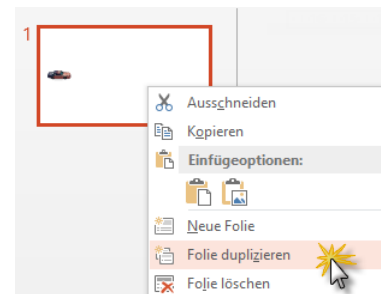 1
Ausschneiden
Kopieren
Einfügeoptionen:
Neue Folie
Folie duplizieren
Folie löschen